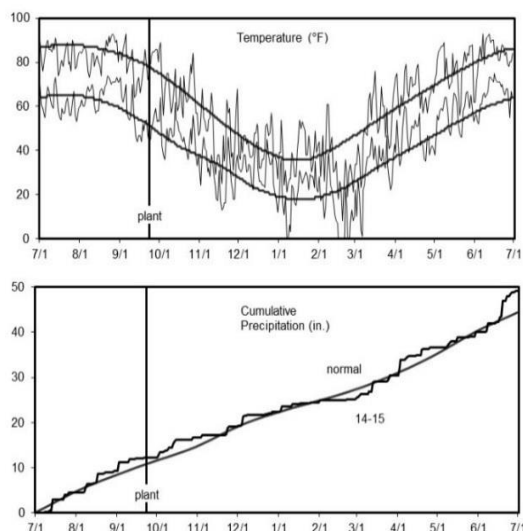 100
Temperature (°F)
80
60
40
20
plant
0
7/1 8/1 9/1 10/1 11/1 12/1 1/1 2/1 3/1 4/1 5/1 6/1 7/1
50
Cumulative
Precipitation (in.)
40
normal
30
14-15
20
10
plant
0
7/1 8/1 9/1 10/1 11/1 12/1 1/1 2/1 3/1 4/1 5/1 6/1 7/1